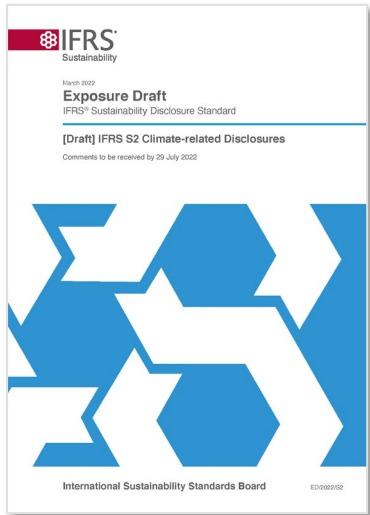 IFRS®
Sustainability
March 2022
Exposure Draft
IFRS® Sustainability Disclosure Standard
[Draft] IFRS S2 Climate-related Disclosures
Comments to be received by 29 July 2022
International Sustainability Standards Board
ED/2022/S2